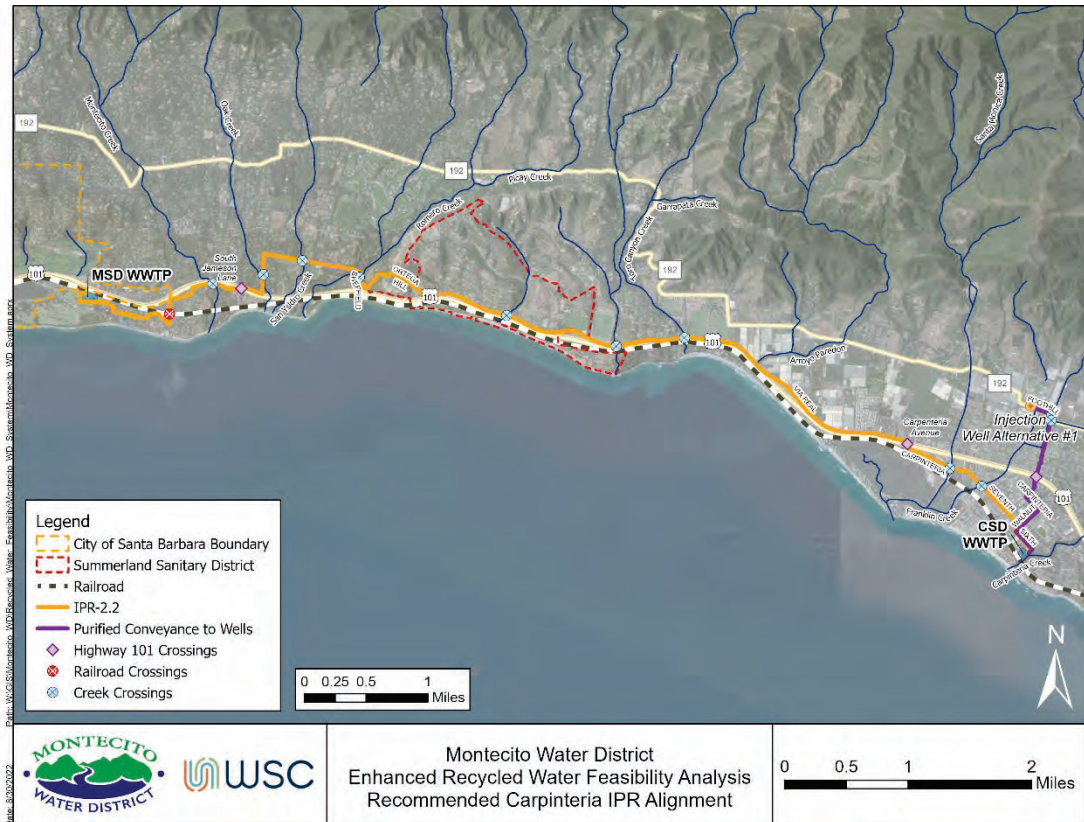 192
Montecito Creek
Oak Creek
Santa Monica Creek
192
Picay Creek
Garrapata Creek
Romero Creek
Toro Canyon Creek
192
101
MSD WWTP
South
Jameson
Lane
San Ysidro Creek
SHEFFIELD
ORTEGA
HILL
101
101
Arroyo Paredon
192
FOOTHILL
Injection
Well Alternative #1
VIA REAL
Carpenteria
Avenue
CARPINTERIA
SEVENTH
CARPINTERIA
101
WALNUT
SIXTH
Franklin Creek
CSD
WWTP
Carpinteria Creek
Legend
City of Santa Barbara Boundary
Summerland Sanitary District
Railroad
IPR-2.2
Purified Conveyance to Wells
Highway 101 Crossings
Railroad Crossings
Creek Crossings
0 0.25 0.5 1
Miles
N
MONTECITO
WATER DISTRICT
WSC
Montecito Water District
Enhanced Recycled Water Feasibility Analysis
Recommended Carpinteria IPR Alignment
0 0.5 1 2
Miles